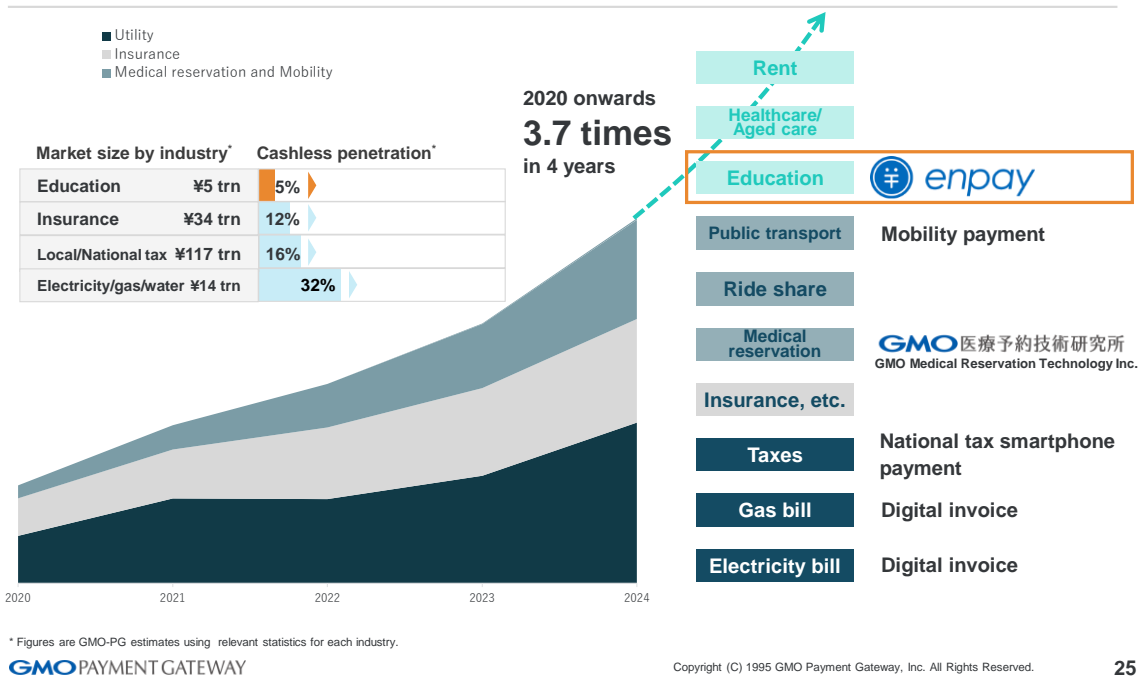 Utility
Insurance
Medical reservation and Mobility
2020 onwards
3.7 times
in 4 years
Market size by industry* Cashless penetration*
Education ¥5 trn 5%
Insurance ¥34 trn 12%
Local/National tax ¥117 trn 16%
Electricity/gas/water ¥14 trn 32%
2020 2021 2022 2023 2024
Rent
Healthcare/
Aged care
Education enpay
Public transport Mobility payment
Ride share
Medical
reservation
GMO医療予約技術研究所
GMO Medical Reservation Technology Inc.
Insurance, etc.
Taxes
National tax smartphone
payment
Gas bill Digital invoice
Electricity bill Digital invoice
* Figures are GMO-PG estimates using relevant statistics for each industry.
GMO PAYMENT GATEWAY
Copyright (C) 1995 GMO Payment Gateway, Inc. All Rights Reserved. 25